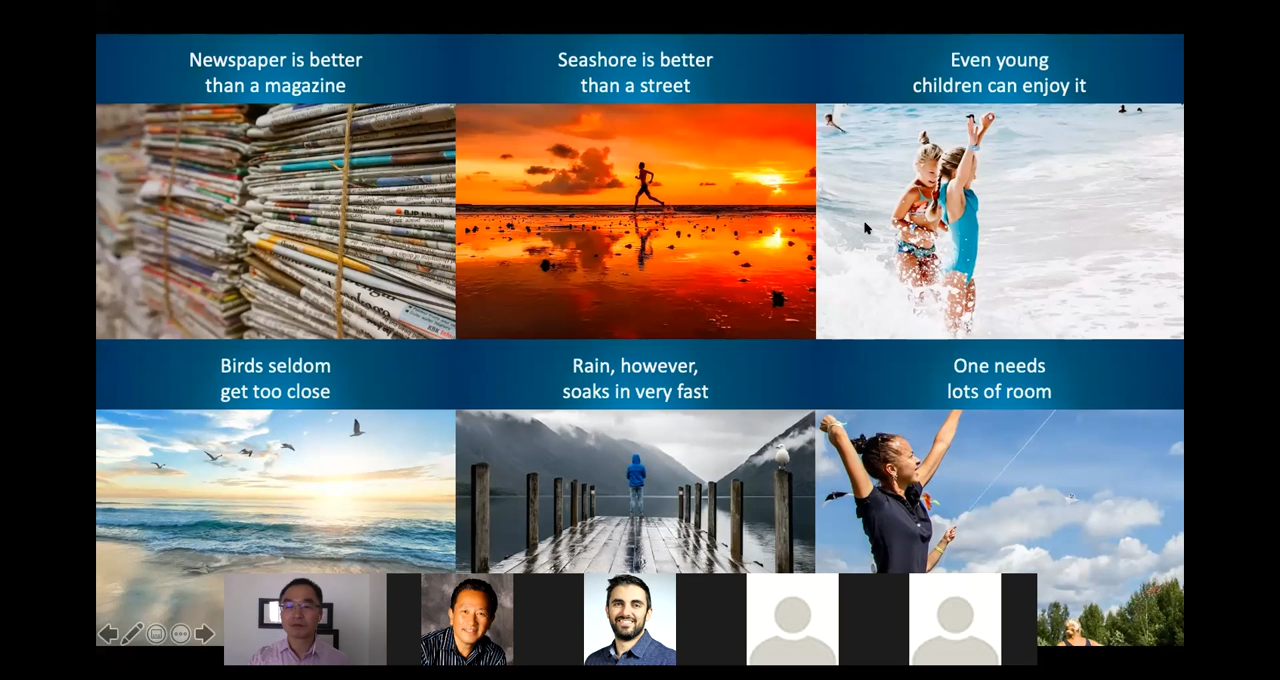 Newspaper is better
than a magazine
Seashore is better
than a street
Even young
children can enjoy it
Birds seldom
get too close
Rain, however,
soaks in very fast
One needs
lots of room